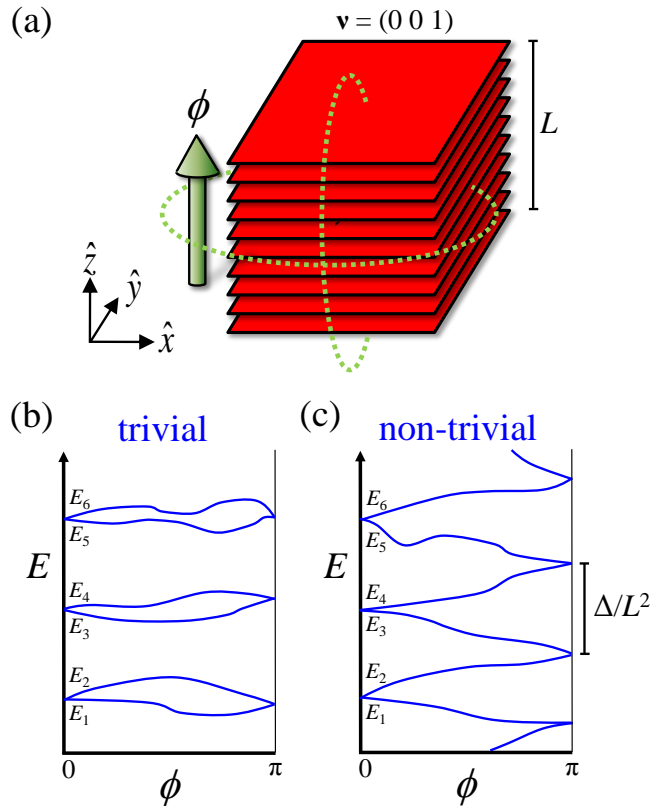 (a)
𝛎 = (0 0 1)
ϕ
L
ẑ
ŷ
x̂
(b)
trivial
E
E₆
E₅
E₄
E₃
E₂
E₁
0
ϕ
π
(c)
non-trivial
E
E₆
E₅
E₄
E₃
E₂
E₁
Δ/L²
0
ϕ
π